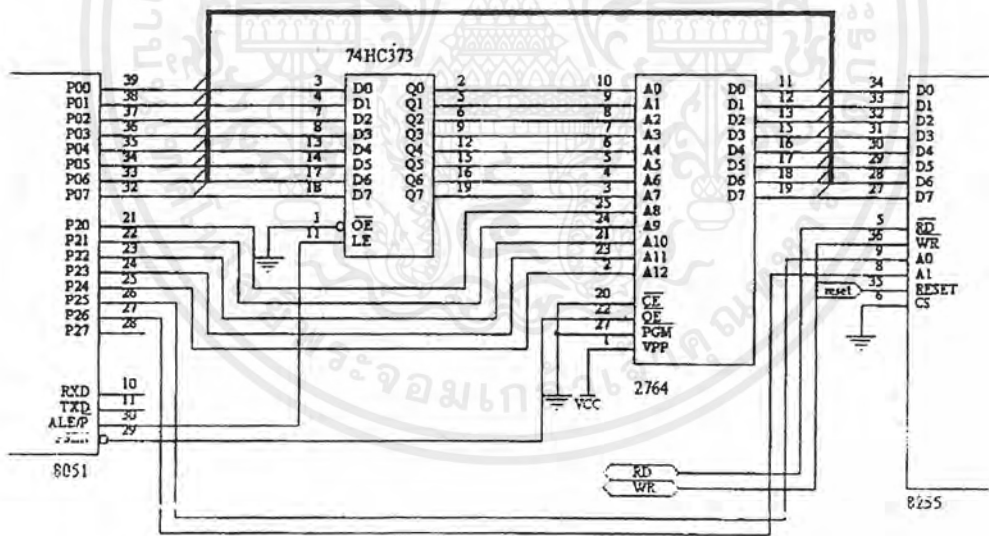 74HC373
P00 39 3 D0 Q0 2 10 A0 D0 11 34 D0
P01 38 4 D1 Q1 5 9 A1 D1 12 33 D1
P02 37 7 D2 Q2 6 8 A2 D2 13 32 D2
P03 36 8 D3 Q3 9 7 A3 D3 15 31 D3
P04 35 13 D4 Q4 12 6 A4 D4 16 30 D4
P05 34 14 D5 Q5 15 5 A5 D5 17 29 D5
P06 33 17 D6 Q6 16 4 A6 D6 18 28 D6
P07 32 18 D7 Q7 19 3 A7 D7 19 27 D7
P20 21 1 OE 25 A8
P21 22 11 LE 24 A9 5 RD
P22 23 21 A10 36 WR
P23 24 23 A11 9 A0
P24 25 2 A12 8 A1
P25 26 reset 35 RESET
P26 27 20 CE 6 CS
P27 28 22 OE
27 PGM
1 VPP
RXD 10
TXD 11
ALE/P 30
29
VCC
2764
8051
RD
WR
8255